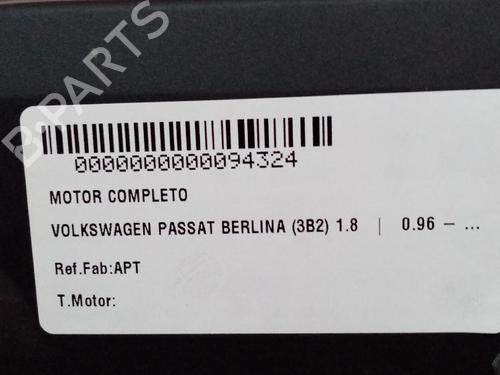 B-PARTS
0000000000094324
MOTOR COMPLETO
VOLKSWAGEN PASSAT BERLINA (3B2) 1.8 | 0.96 – ...
Ref.Fab:APT
T.Motor: